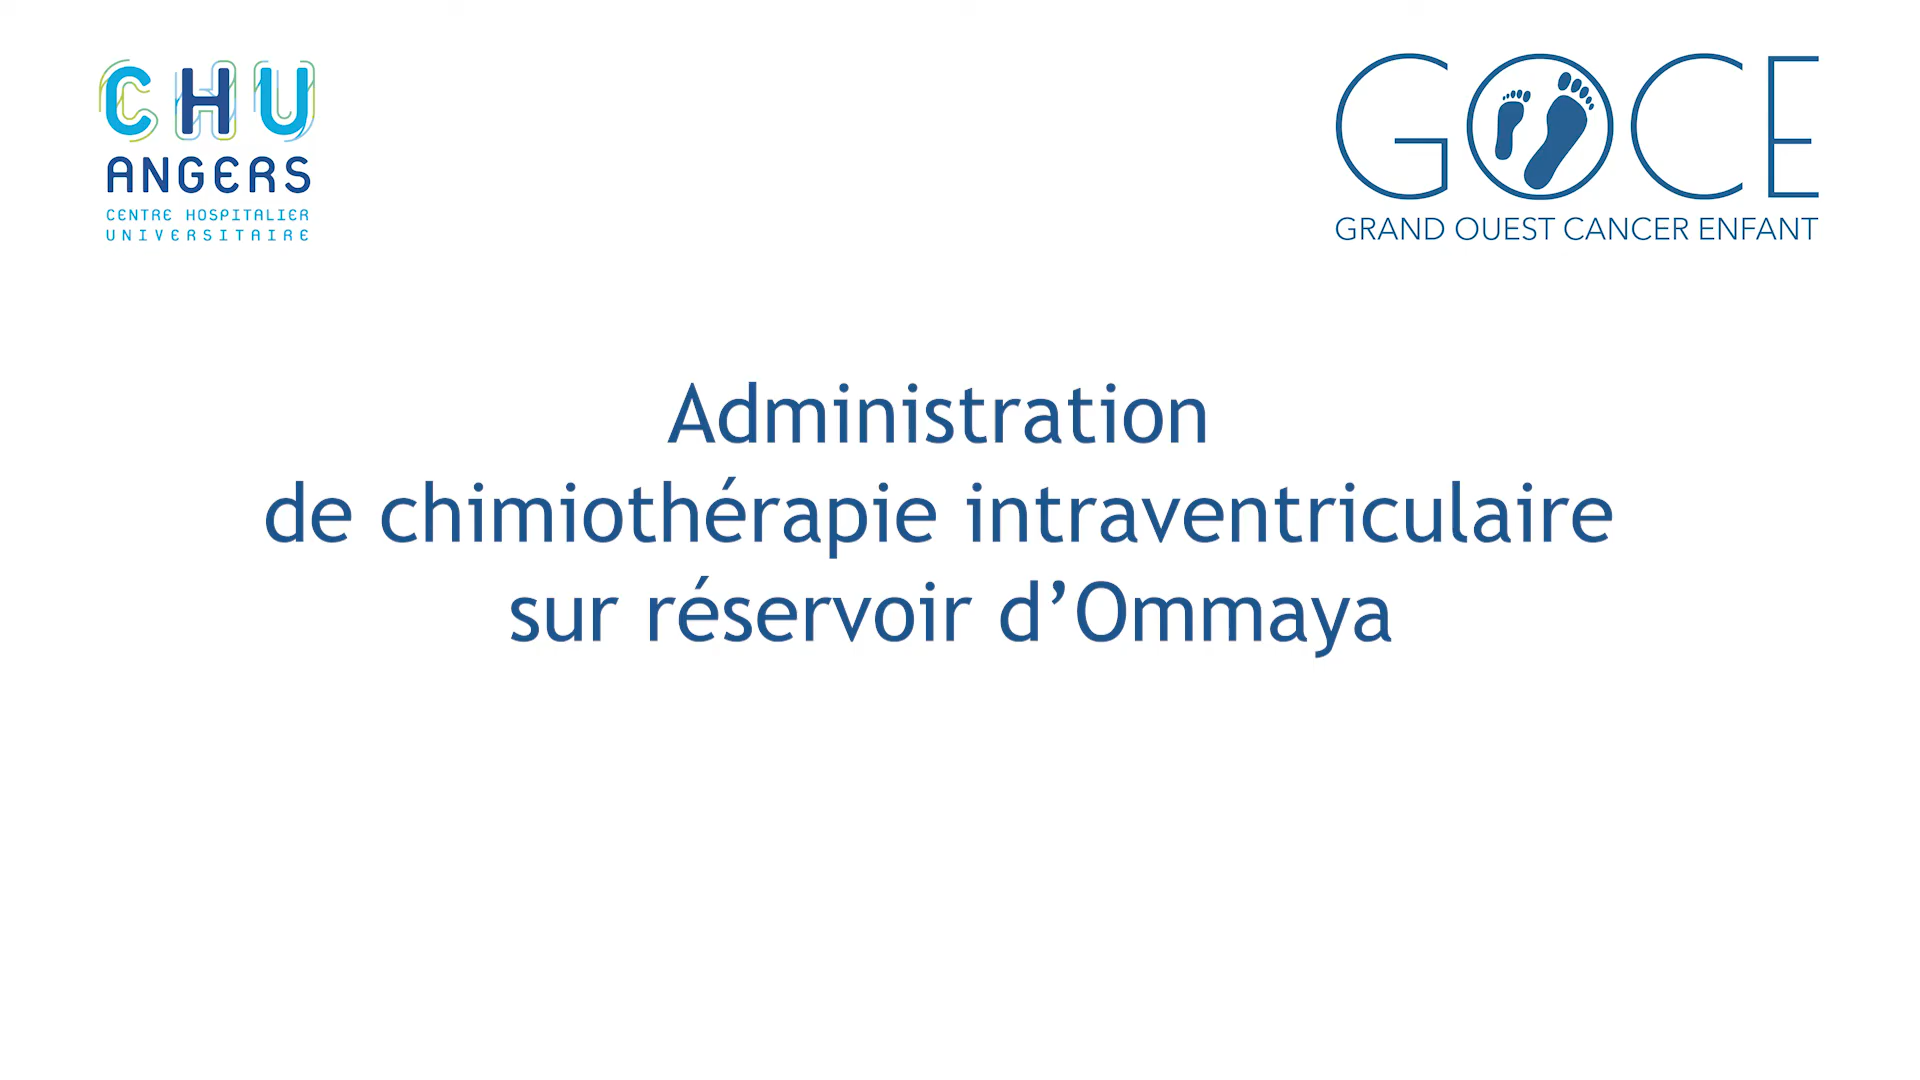 CHU
ANGERS
CENTRE HOSPITALIER
UNIVERSITAIRE
GOCE
GRAND OUEST CANCER ENFANT
Administration
de chimiothérapie intraventriculaire
sur réservoir d’Ommaya